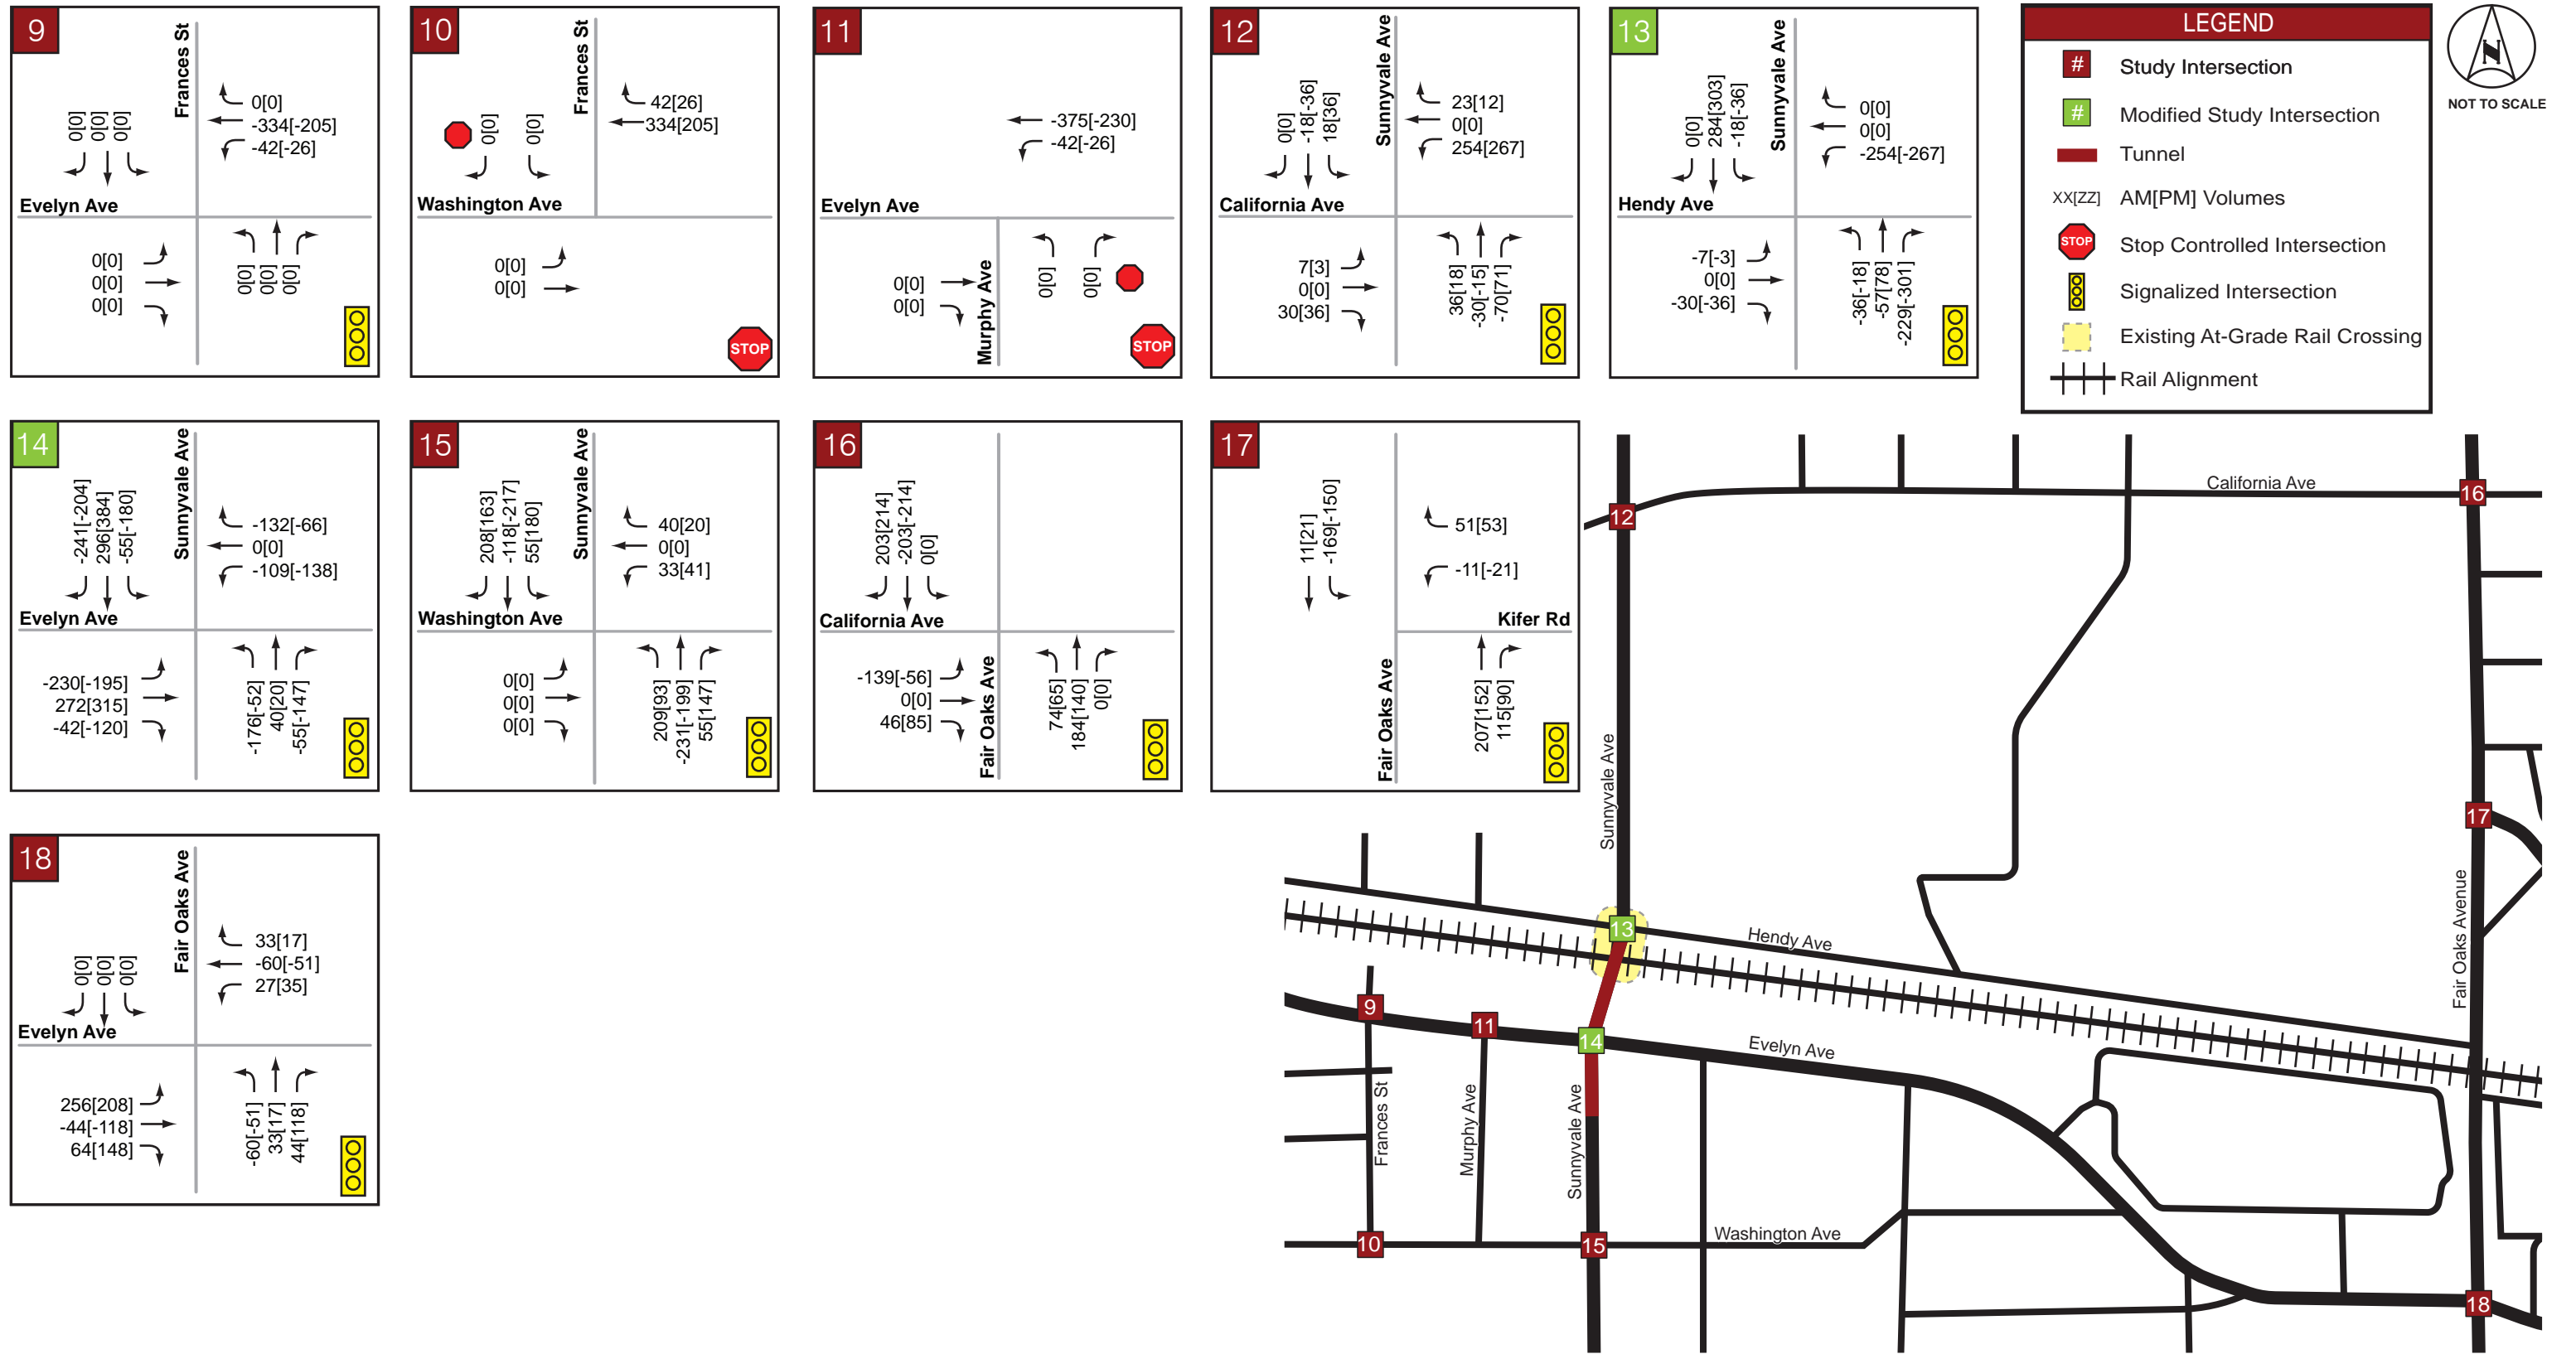 9
Frances St
0[0]
0[0]
0[0]
0[0]
-334[-205]
-42[-26]
Evelyn Ave
0[0]
0[0]
0[0]
0[0]
0[0]
0[0]
10
Frances St
0[0]
0[0]
42[26]
334[205]
Washington Ave
0[0]
0[0]
STOP
11
-375[-230]
-42[-26]
Evelyn Ave
0[0]
0[0]
Murphy Ave
0[0]
0[0]
STOP
12
Sunnyvale Ave
0[0]
-18[-36]
18[36]
23[12]
0[0]
254[267]
California Ave
7[3]
0[0]
30[36]
36[18]
-30[-15]
-70[71]
13
Sunnyvale Ave
0[0]
284[303]
-18[-36]
0[0]
0[0]
-254[-267]
Hendy Ave
-7[-3]
0[0]
-30[-36]
-36[-18]
-57[78]
-229[-301]
LEGEND
# Study Intersection
# Modified Study Intersection
Tunnel
XX[ZZ] AM[PM] Volumes
STOP Stop Controlled Intersection
Signalized Intersection
Existing At-Grade Rail Crossing
Rail Alignment
N
NOT TO SCALE
14
Sunnyvale Ave
-241[-204]
296[384]
-55[-180]
-132[-66]
0[0]
-109[-138]
Evelyn Ave
-230[-195]
272[315]
-42[-120]
-176[-52]
40[20]
-55[-147]
15
Sunnyvale Ave
208[163]
-118[-217]
55[180]
40[20]
0[0]
33[41]
Washington Ave
0[0]
0[0]
0[0]
209[93]
-231[-199]
55[147]
16
203[214]
-203[-214]
0[0]
California Ave
-139[-56]
0[0]
46[85]
Fair Oaks Ave
74[65]
184[140]
0[0]
17
11[21]
-169[-150]
51[53]
-11[-21]
Kifer Rd
Fair Oaks Ave
207[152]
115[90]
18
Fair Oaks Ave
0[0]
0[0]
0[0]
33[17]
-60[-51]
27[35]
Evelyn Ave
256[208]
-44[-118]
64[148]
-60[-51]
33[17]
44[118]
California Ave
12
16
Sunnyvale Ave
17
Fair Oaks Avenue
13
Hendy Ave
9
11
14
Evelyn Ave
Frances St
Murphy Ave
Sunnyvale Ave
10
15
Washington Ave
18